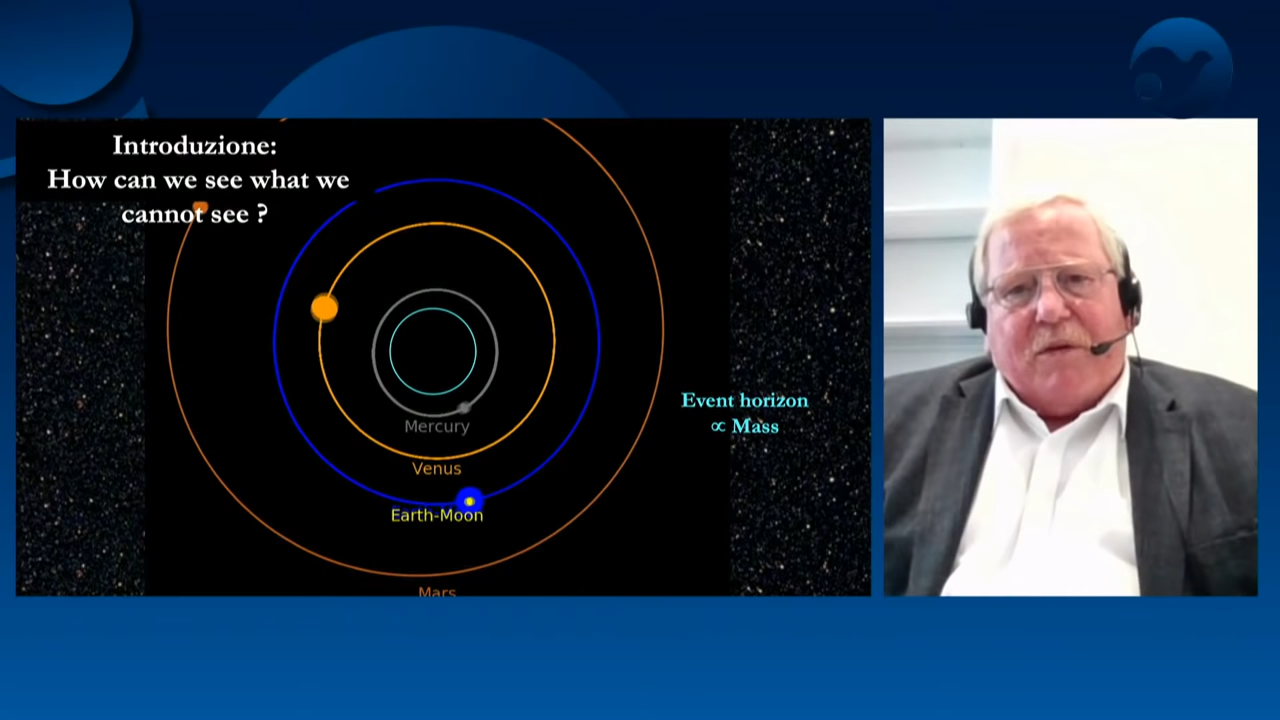 Introduzione:
How can we see what we
cannot see ?
Event horizon
∝ Mass
Mercury
Venus
Earth-Moon
Mars